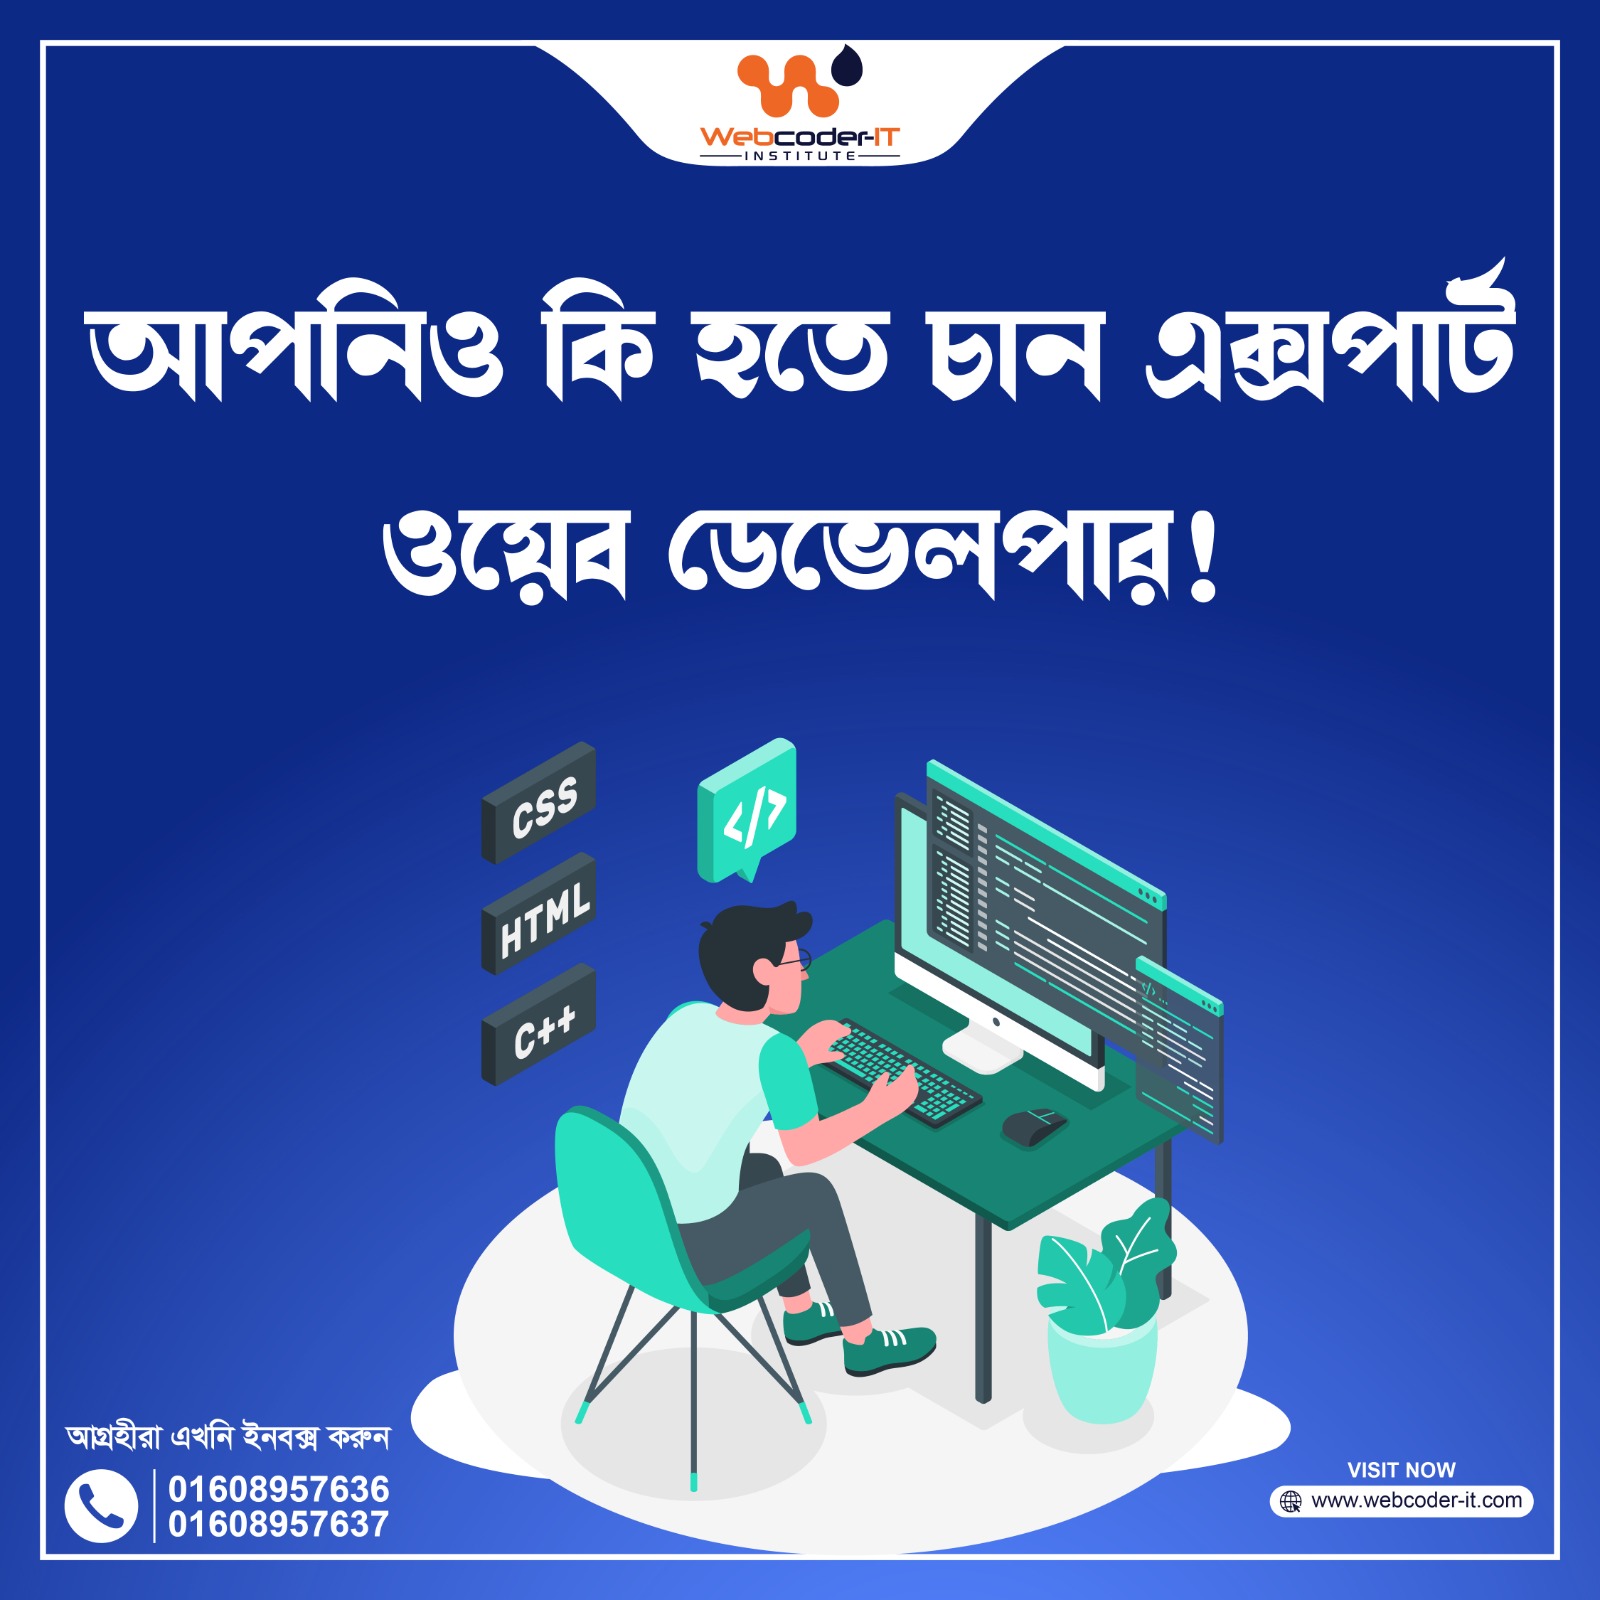 Webcoder-IT
INSTITUTE
আপনিও কি হতে চান এক্সপার্ট
ওয়েব ডেভেলপার!
CSS
</>
HTML
C++
</> ...
আগ্রহীরা এখনি ইনবক্স করুন
01608957636
01608957637
VISIT NOW
www.webcoder-it.com